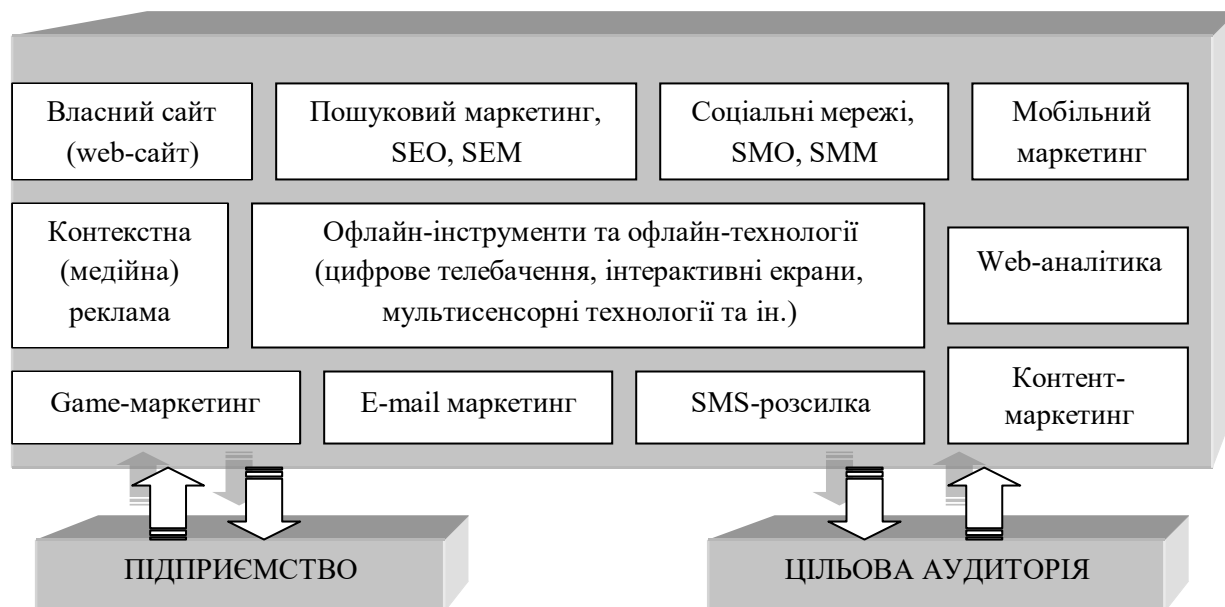 Власний сайт
(web-сайт)
Пошуковий маркетинг,
SEO, SEM
Соціальні мережі,
SMO, SMM
Мобільний
маркетинг
Контекстна
(медійна)
реклама
Офлайн-інструменти та офлайн-технології
(цифрове телебачення, інтерактивні екрани,
мультисенсорні технології та ін.)
Web-аналітика
Game-маркетинг
E-mail маркетинг
SMS-розсилка
Контент-
маркетинг
ПІДПРИЄМСТВО
ЦІЛЬОВА АУДИТОРІЯ